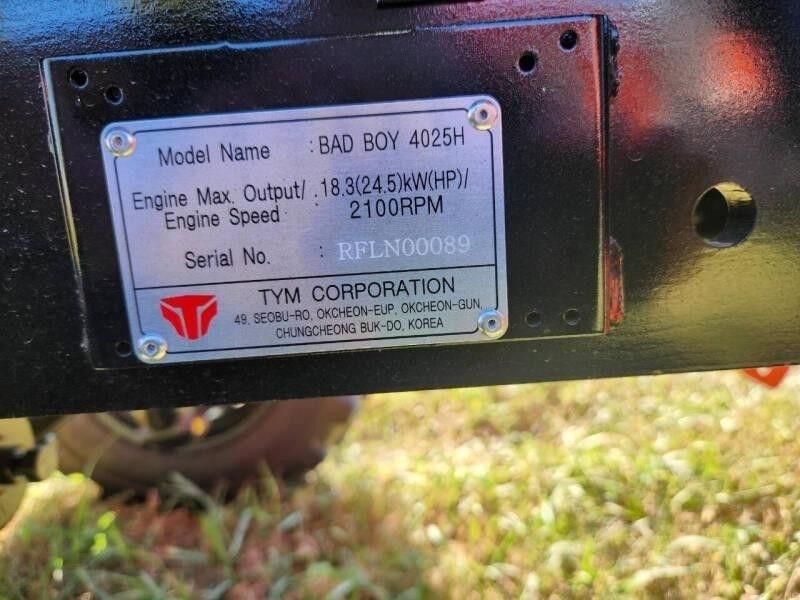 Model Name : BAD BOY 4025H
Engine Max. Output/ : 18.3(24.5)kW(HP)/
Engine Speed 2100RPM
Serial No. : RFLN00089
TYM CORPORATION
49, SEOBU-RO, OKCHEON-EUP, OKCHEON-GUN,
CHUNGCHEONG BUK-DO, KOREA